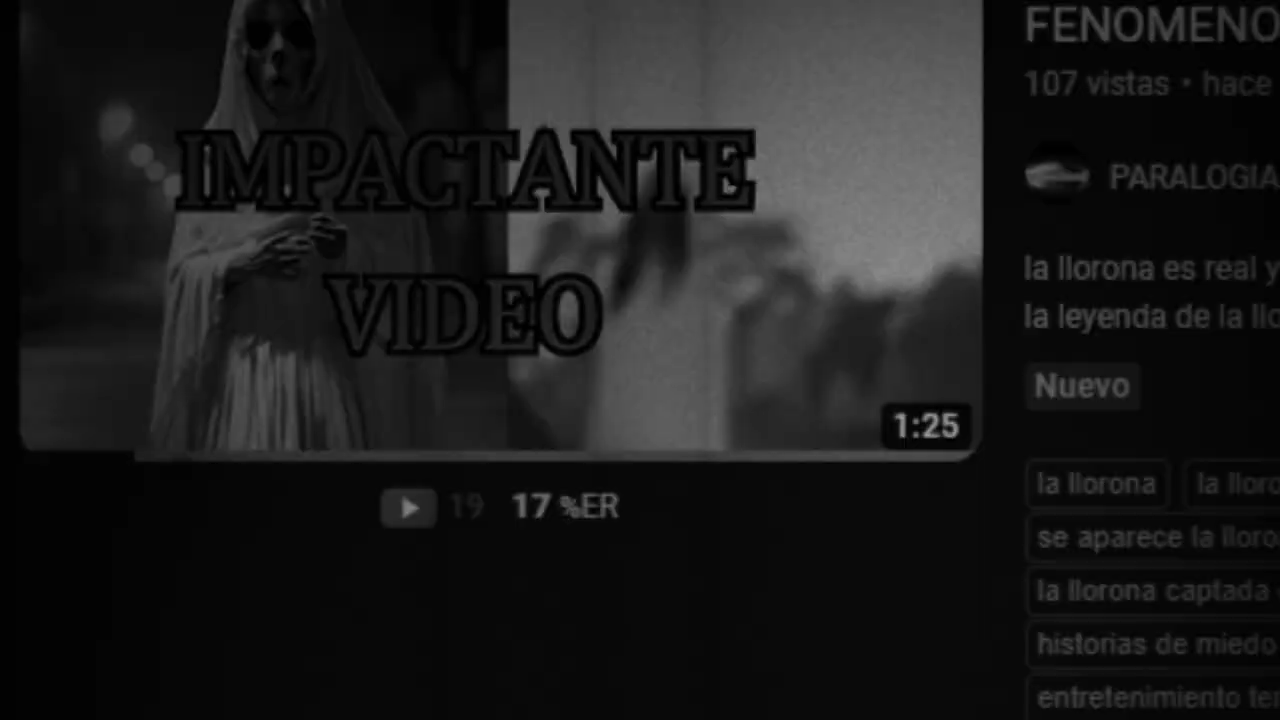 FENOMENO
107 vistas • hace
IMPACTANTE
VIDEO
PARALOGIA
la llorona es real y
la leyenda de la llo
Nuevo
1:25
la llorona
la lloro
19 17 %ER
se aparece la lloro
la llorona captada
historias de miedo
entretenimiento te